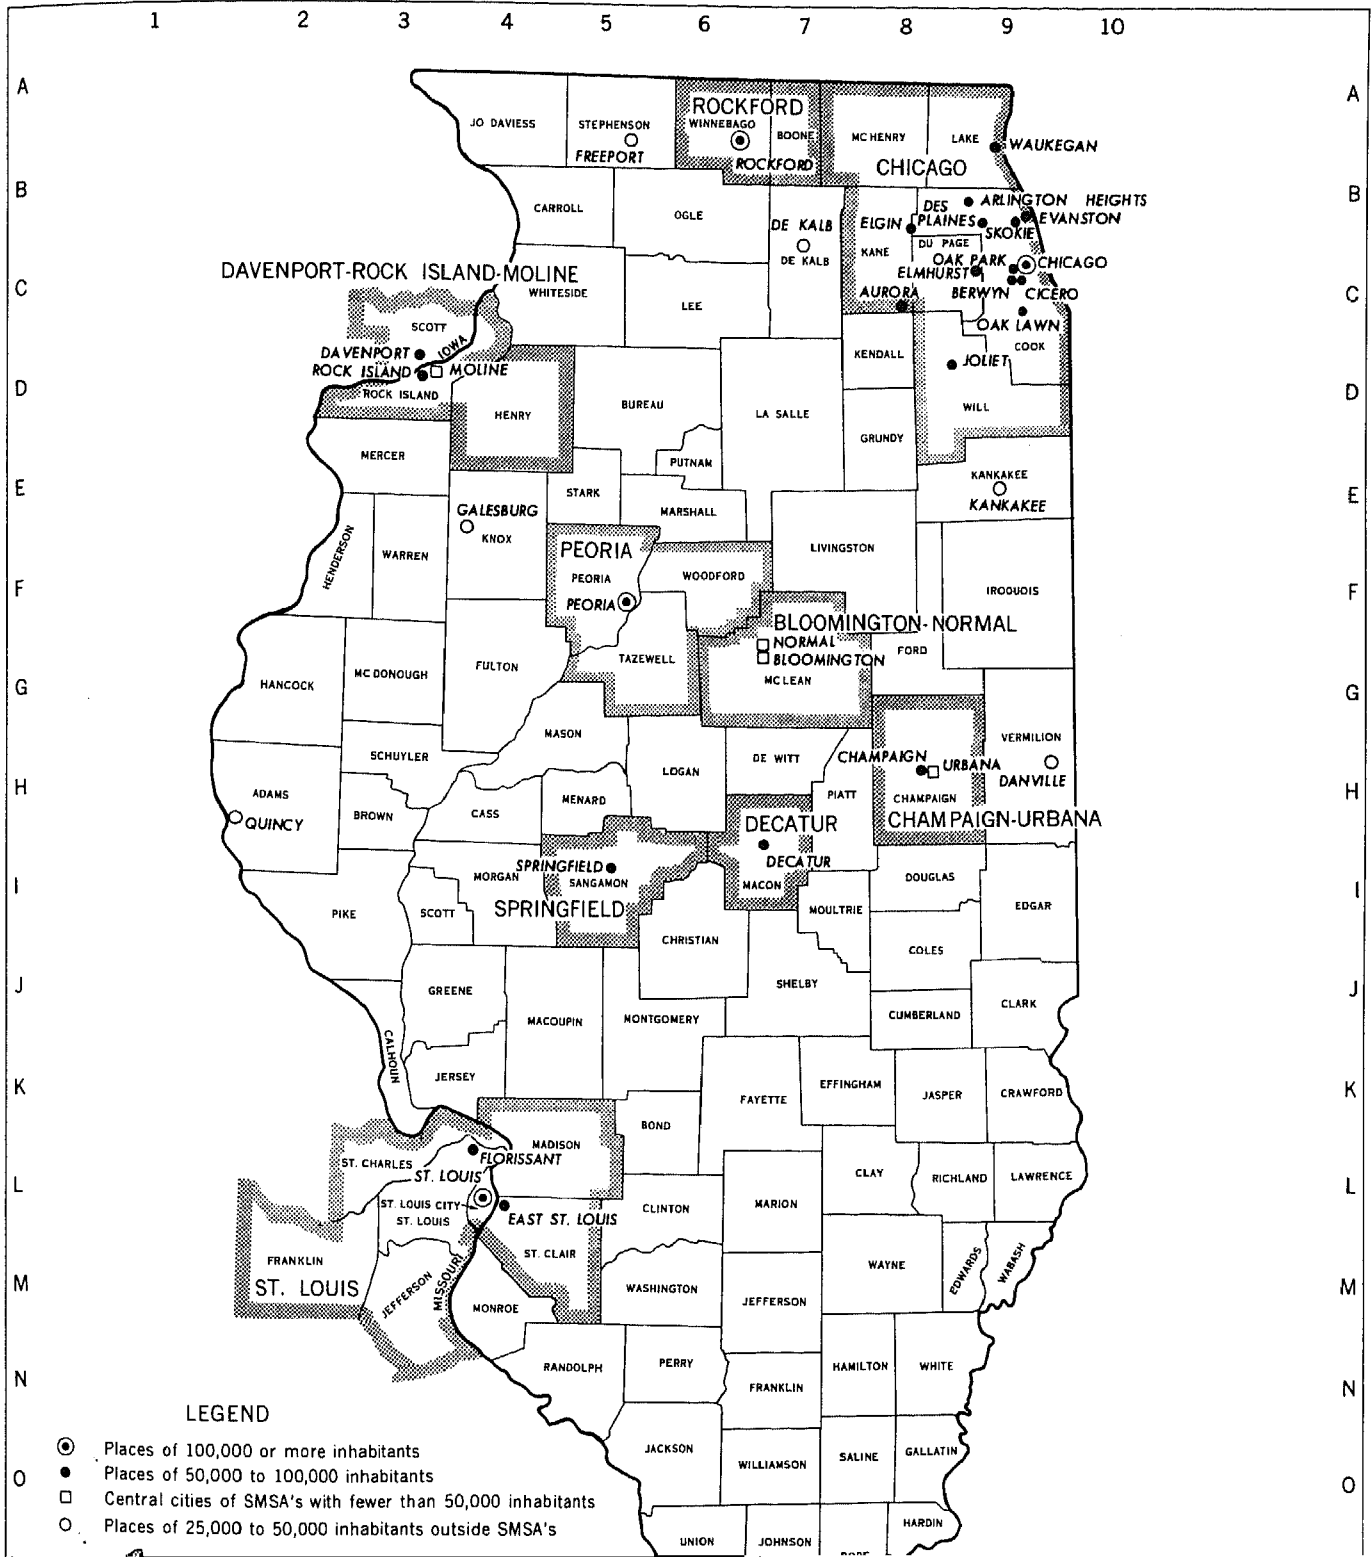 1 2 3 4 5 6 7 8 9 10
A A
ROCKFORD
JO DAVIESS STEPHENSON WINNEBAGO BOONE MC HENRY LAKE WAUKEGAN
FREEPORT ROCKFORD CHICAGO
B B
CARROLL OGLE DE KALB ELGIN DES PLAINES ARLINGTON HEIGHTS
EVANSTON
SKOKIE
DE KALB KANE DU PAGE
OAK PARK CHICAGO
DAVENPORT-ROCK ISLAND-MOLINE ELMHURST
C C
WHITESIDE LEE AURORA BERWYN CICERO
SCOTT OAK LAWN
IOWA COOK
DAVENPORT KENDALL JOLIET
ROCK ISLAND MOLINE
D D
ROCK ISLAND HENRY BUREAU LA SALLE WILL
GRUNDY
MERCER PUTNAM KANKAKEE
E E
STARK KANKAKEE
GALESBURG MARSHALL
KNOX LIVINGSTON
HENDERSON WARREN PEORIA
PEORIA WOODFORD
F F
IROQUOIS
PEORIA
BLOOMINGTON-NORMAL
NORMAL FORD
BLOOMINGTON
FULTON TAZEWELL
MC DONOUGH MC LEAN
HANCOCK
G G
MASON VERMILION
SCHUYLER DE WITT CHAMPAIGN URBANA
LOGAN DANVILLE
H H
ADAMS MENARD PIATT CHAMPAIGN
BROWN CASS
QUINCY DECATUR CHAMPAIGN-URBANA
SPRINGFIELD DECATUR
MORGAN SANGAMON MACON DOUGLAS
I I
PIKE SCOTT SPRINGFIELD MOULTRIE EDGAR
CHRISTIAN COLES
J J
GREENE SHELBY CLARK
MACOUPIN MONTGOMERY CUMBERLAND
CALHOUN
JERSEY EFFINGHAM
K K
FAYETTE JASPER CRAWFORD
BOND
MADISON
ST. CHARLES FLORISSANT
ST. LOUIS CLAY RICHLAND LAWRENCE
L L
ST. LOUIS CITY CLINTON MARION
ST. LOUIS EAST ST. LOUIS
FRANKLIN ST. CLAIR WAYNE EDWARDS WABASH
M M
ST. LOUIS JEFFERSON MISSOURI WASHINGTON
MONROE JEFFERSON
RANDOLPH PERRY HAMILTON WHITE
N N
FRANKLIN
LEGEND
JACKSON SALINE GALLATIN
Places of 100,000 or more inhabitants
WILLIAMSON
O O
Places of 50,000 to 100,000 inhabitants
Central cities of SMSA's with fewer than 50,000 inhabitants
Places of 25,000 to 50,000 inhabitants outside SMSA's
HARDIN
UNION JOHNSON